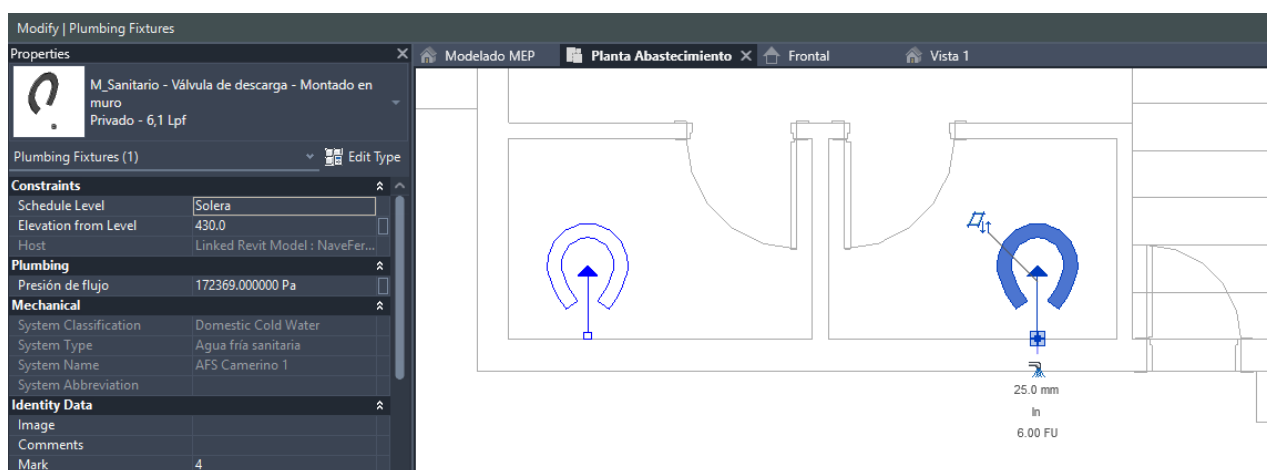 Modify | Plumbing Fixtures
Properties
Modelado MEP
Planta Abastecimiento
Frontal
Vista 1
M_Sanitario - Válvula de descarga - Montado en
muro
Privado - 6,1 Lpf
Plumbing Fixtures (1)
Edit Type
Constraints
Schedule Level Solera
Elevation from Level 430.0
Host Linked Revit Model : NaveFer...
Plumbing
Presión de flujo 172369.000000 Pa
Mechanical
System Classification Domestic Cold Water
System Type Agua fría sanitaria
System Name AFS Camerino 1
System Abbreviation
Identity Data
Image
Comments
Mark 4
25.0 mm
In
6.00 FU